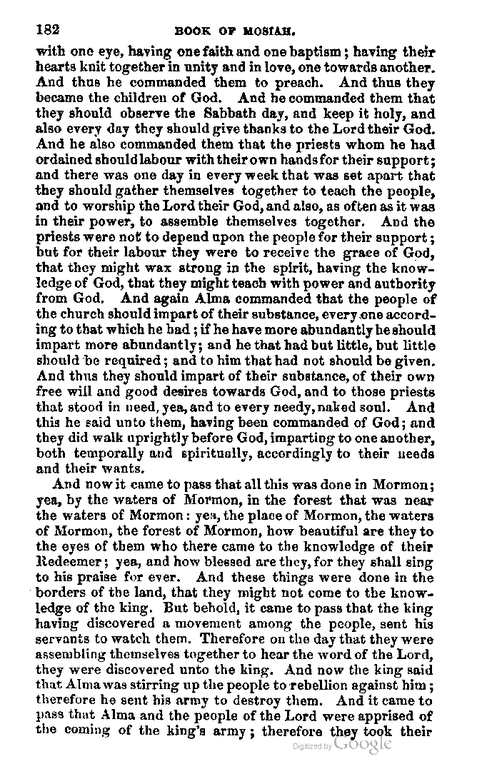 182 BOOK OF MOSIAH.
with one eye, having one faith and one baptism; having their
hearts knit together in unity and in love, one towards another.
And thus he commanded them to preach. And thus they
became the children of God. And he commanded them that
they should observe the Sabbath day, and keep it holy, and
also every day they should give thanks to the Lord their God.
And he also commanded them that the priests whom he had
ordained should labour with their own hands for their support;
and there was one day in every week that was set apart that
they should gather themselves together to teach the people,
and to worship the Lord their God, and also, as often as it was
in their power, to assemble themselves together. And the
priests were not to depend upon the people for their support;
but for their labour they were to receive the grace of God,
that they might wax strong in the spirit, having the know-
ledge of God, that they might teach with power and authority
from God. And again Alma commanded that the people of
the church should impart of their substance, every one accord-
ing to that which he had; if he have more abundantly he should
impart more abundantly; and he that had but little, but little
should be required; and to him that had not should be given.
And thus they should impart of their substance, of their own
free will and good desires towards God, and to those priests
that stood in need, yea, and to every needy, naked soul. And
this he said unto them, having been commanded of God; and
they did walk uprightly before God, imparting to one another,
both temporally and spiritually, accordingly to their needs
and their wants.
And now it came to pass that all this was done in Mormon;
yea, by the waters of Mormon, in the forest that was near
the waters of Mormon: yea, the place of Mormon, the waters
of Mormon, the forest of Mormon, how beautiful are they to
the eyes of them who there came to the knowledge of their
Redeemer; yea, and how blessed are they, for they shall sing
to his praise for ever. And these things were done in the
borders of the land, that they might not come to the know-
ledge of the king. But behold, it came to pass that the king
having discovered a movement among the people, sent his
servants to watch them. Therefore on the day that they were
assembling themselves together to hear the word of the Lord,
they were discovered unto the king. And now the king said
that Alma was stirring up the people to rebellion against him;
therefore he sent his army to destroy them. And it came to
pass that Alma and the people of the Lord were apprised of
the coming of the king's army; therefore they took their
Digitized by Google